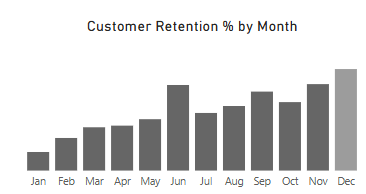 Customer Retention % by Month
Jan Feb Mar Apr May Jun Jul Aug Sep Oct Nov Dec